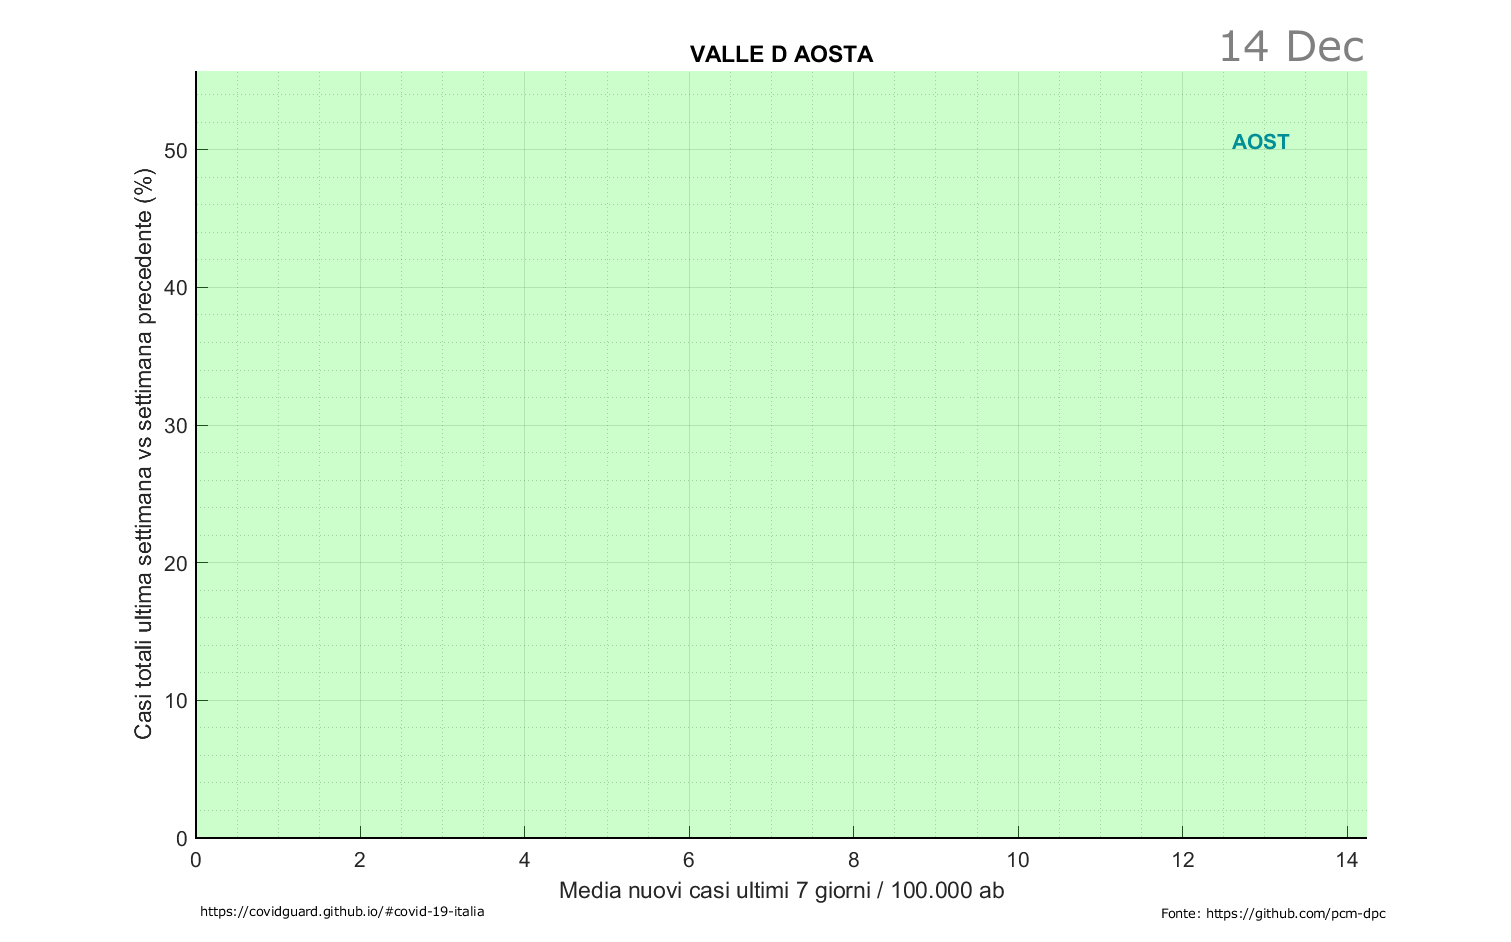 VALLE D AOSTA
14 Dec
AOST
Casi totali ultima settimana vs settimana precedente (%)
50
40
30
20
10
0
0 2 4 6 8 10 12 14
Media nuovi casi ultimi 7 giorni / 100.000 ab
https://covidguard.github.io/#covid-19-italia
Fonte: https://github.com/pcm-dpc